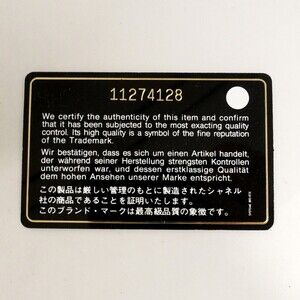 11274128
We certify the authenticity of this item and confirm
that it has been subjected to the most exacting quality
control. Its high quality is a symbol of the fine reputation
of the Trademark.
Wir bestätigen, dass es sich um einen Artikel handelt,
der während seiner Herstellung strengsten Kontrollen
unterworfen war, und dessen erstklassige Qualität
dem hohen Ansehen unserer Marke entspricht.
この製品は厳しい管理のもとに製造されたシャネル
社の商品であることを証明いたします。
このブランド・マークは最高級品質の象徴です。